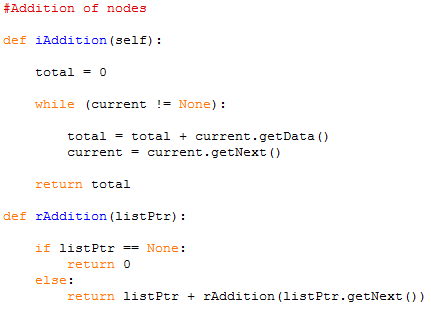 #Addition of nodes
def iAddition(self):
total = 0
while (current != None):
total = total + current.getData()
current = current.getNext()
return total
def rAddition(listPtr):
if listPtr == None:
return 0
else:
return listPtr + rAddition(listPtr.getNext())